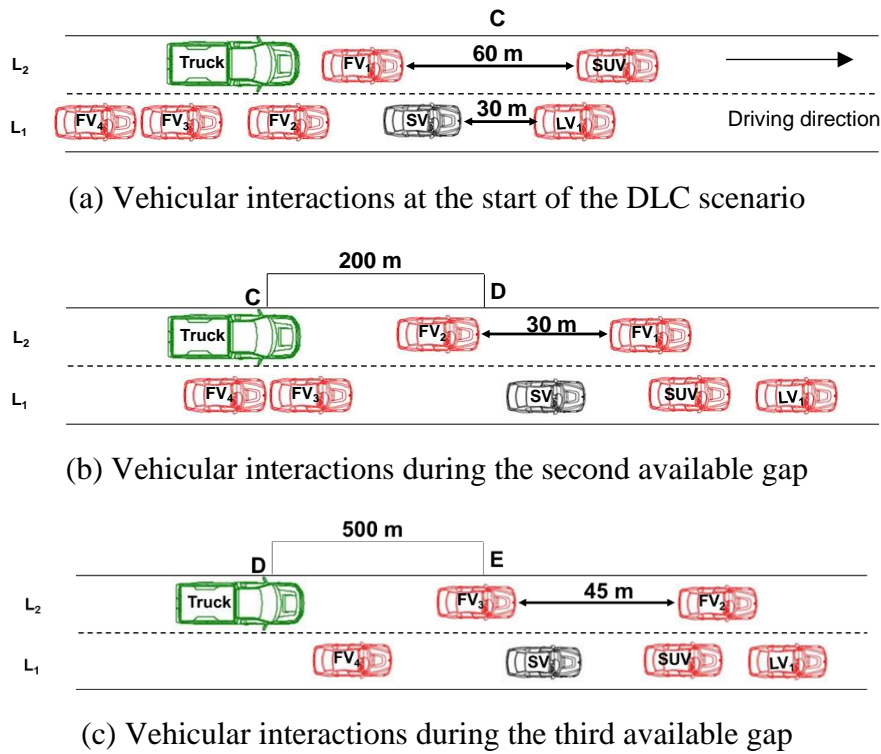 C
L₂ Truck FV₁ 60 m SUV
L₁ FV₄ FV₃ FV₂ SV 30 m LV₁ Driving direction
(a) Vehicular interactions at the start of the DLC scenario
200 m
C D
L₂ Truck FV₂ 30 m FV₁
L₁ FV₄ FV₃ SV SUV LV₁
(b) Vehicular interactions during the second available gap
500 m
D E
L₂ Truck FV₃ 45 m FV₂
L₁ FV₄ SV SUV LV₁
(c) Vehicular interactions during the third available gap